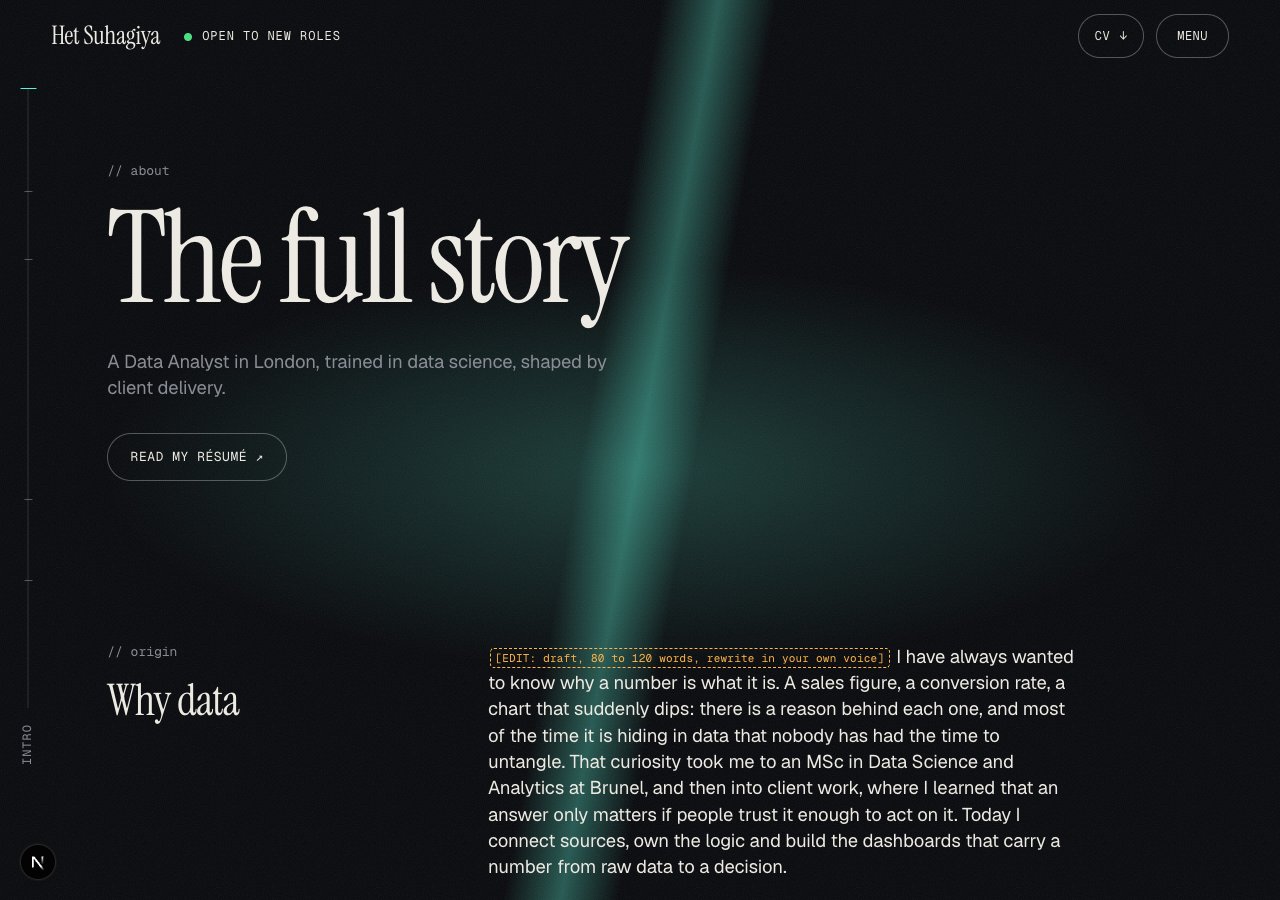 Het Suhagiya
OPEN TO NEW ROLES
CV ↓
MENU
// about
The full story
A Data Analyst in London, trained in data science, shaped by
client delivery.
READ MY RÉSUMÉ ↗
// origin
Why data
[EDIT: draft, 80 to 120 words, rewrite in your own voice] I have always wanted
to know why a number is what it is. A sales figure, a conversion rate, a
chart that suddenly dips: there is a reason behind each one, and most
of the time it is hiding in data that nobody has had the time to
untangle. That curiosity took me to an MSc in Data Science and
Analytics at Brunel, and then into client work, where I learned that an
answer only matters if people trust it enough to act on it. Today I
connect sources, own the logic and build the dashboards that carry a
number from raw data to a decision.
INTRO
N